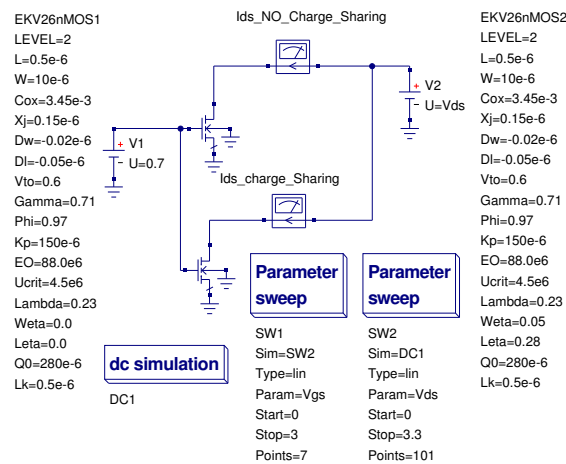 EKV26nMOS1
LEVEL=2
L=0.5e-6
W=10e-6
Cox=3.45e-3
Xj=0.15e-6
Dw=-0.02e-6
Dl=-0.05e-6
Vto=0.6
Gamma=0.71
Phi=0.97
Kp=150e-6
EO=88.0e6
Ucrit=4.5e6
Lambda=0.23
Weta=0.0
Leta=0.0
Q0=280e-6
Lk=0.5e-6
Ids_NO_Charge_Sharing
V1
U=0.7
V2
U=Vds
Ids_charge_Sharing
dc simulation
DC1
Parameter
sweep
SW1
Sim=SW2
Type=lin
Param=Vgs
Start=0
Stop=3
Points=7
Parameter
sweep
SW2
Sim=DC1
Type=lin
Param=Vds
Start=0
Stop=3.3
Points=101
EKV26nMOS2
LEVEL=2
L=0.5e-6
W=10e-6
Cox=3.45e-3
Xj=0.15e-6
Dw=-0.02e-6
Dl=-0.05e-6
Vto=0.6
Gamma=0.71
Phi=0.97
Kp=150e-6
EO=88.0e6
Ucrit=4.5e6
Lambda=0.23
Weta=0.05
Leta=0.28
Q0=280e-6
Lk=0.5e-6